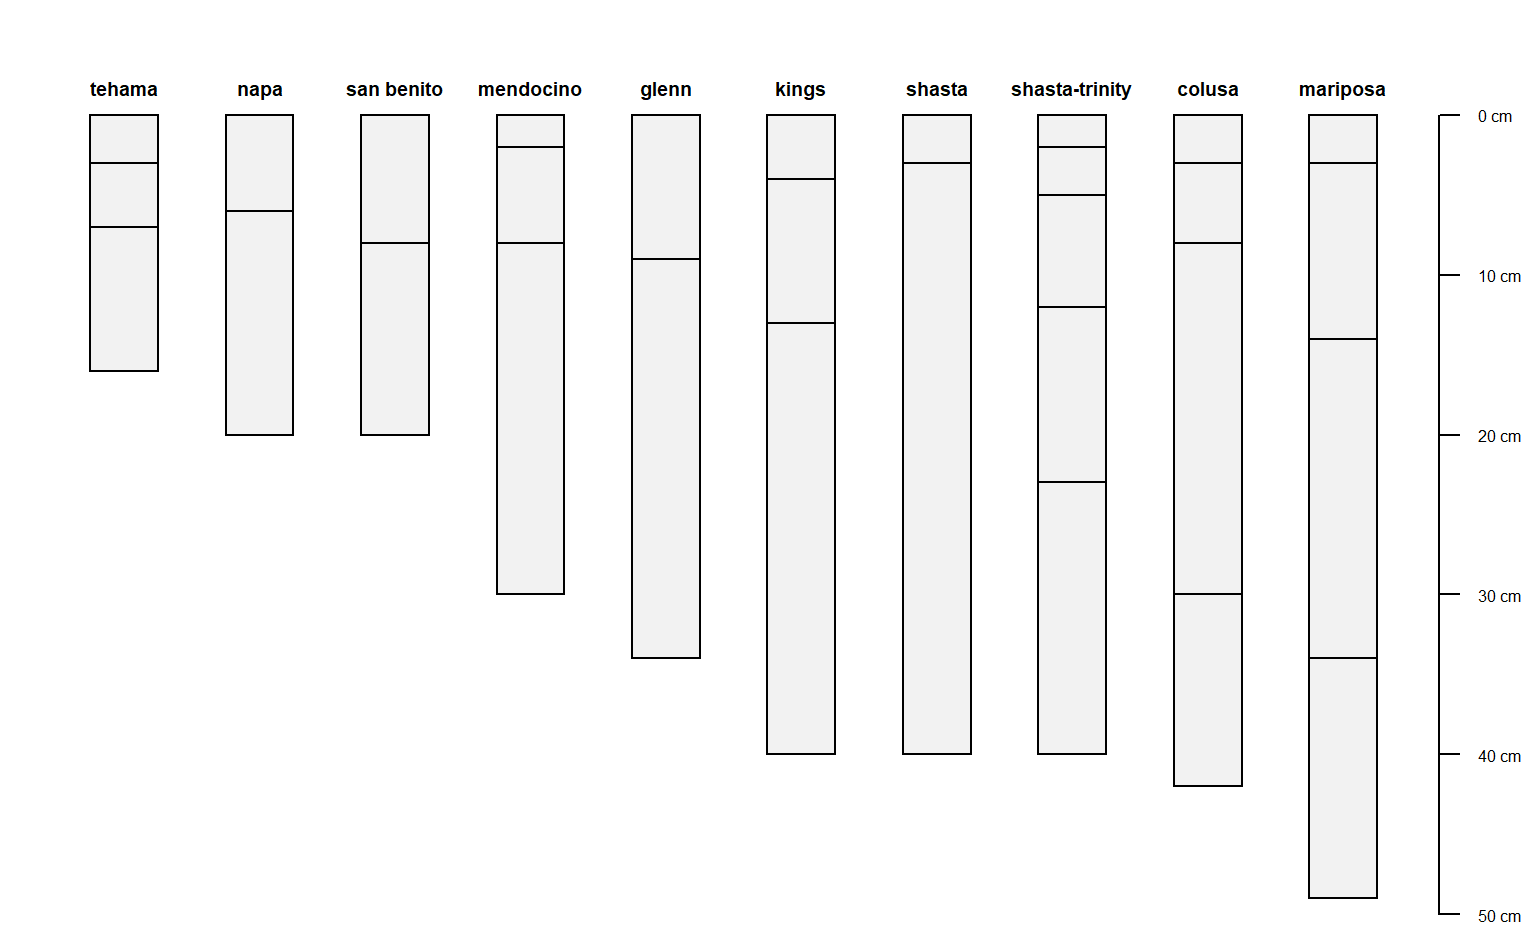 tehama napa san benito mendocino glenn kings shasta shasta-trinity colusa mariposa
0 cm
10 cm
20 cm
30 cm
40 cm
50 cm